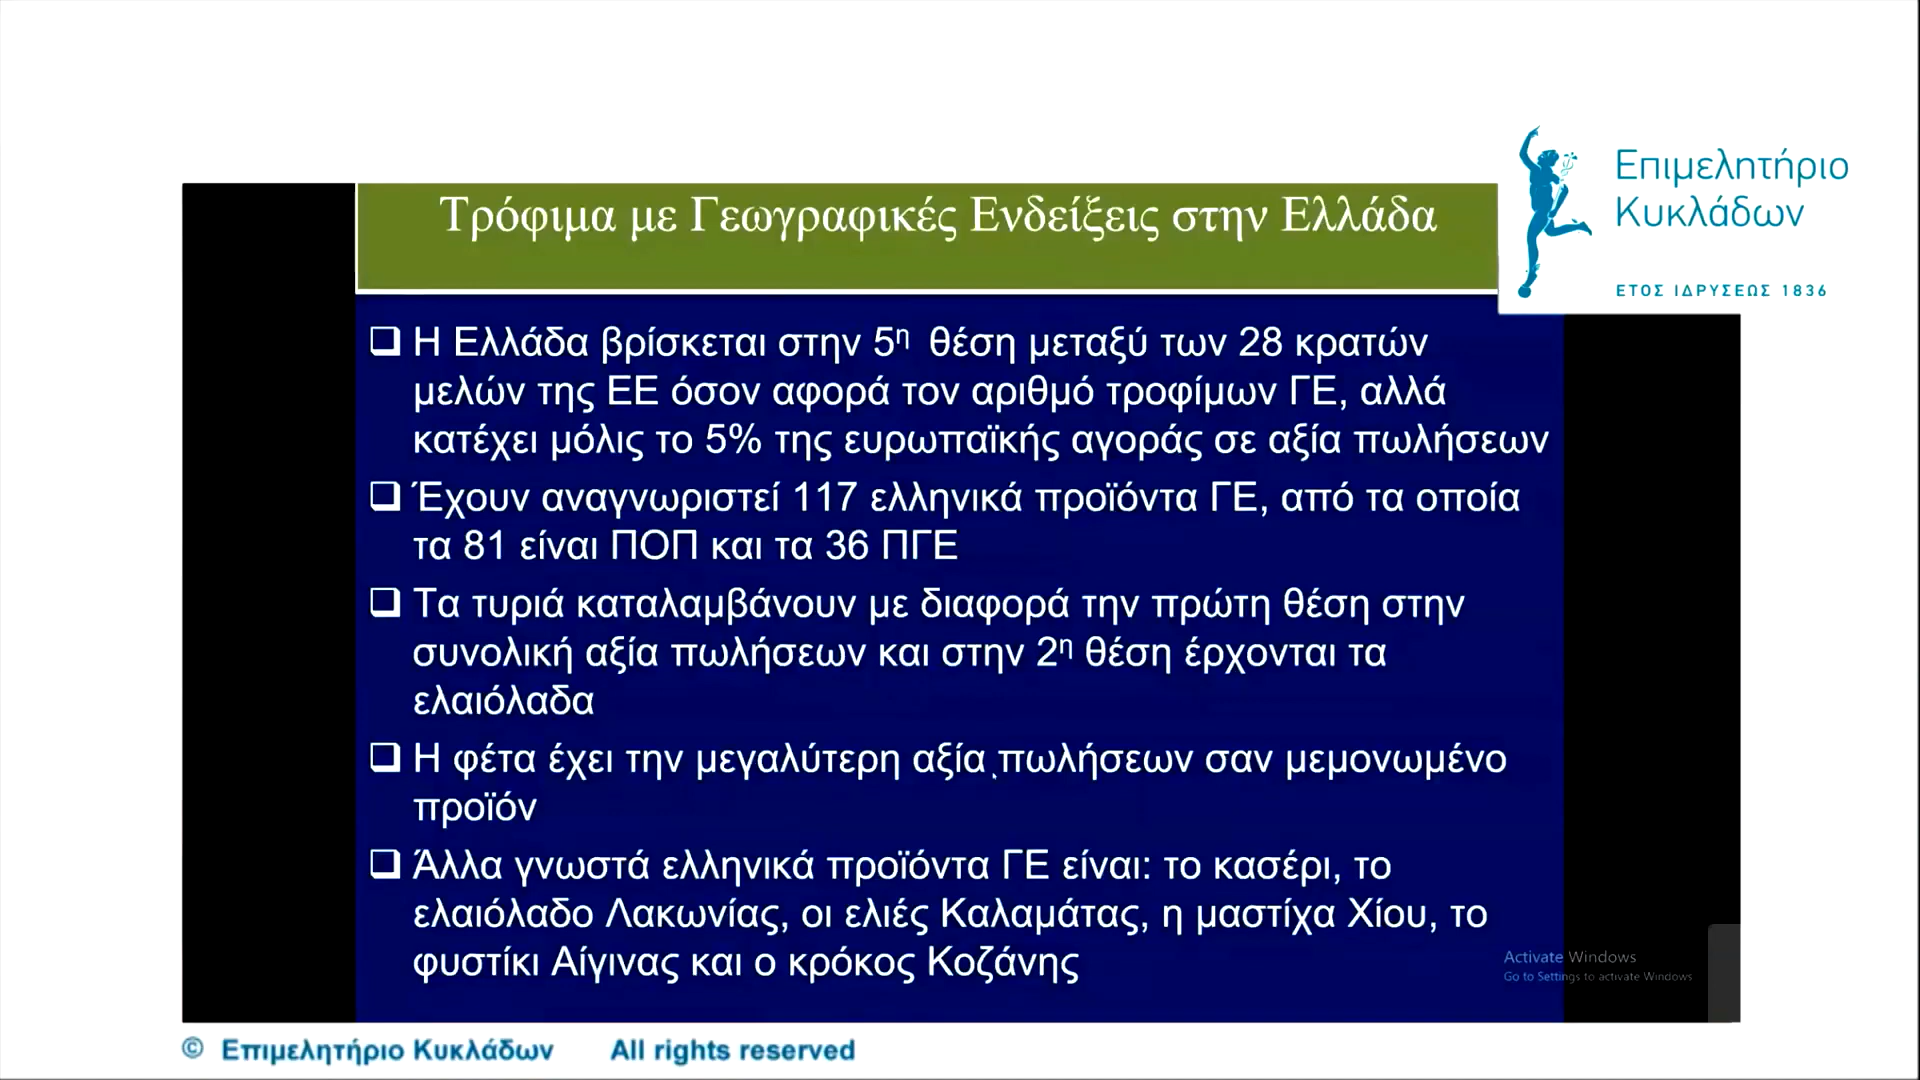 Τρόφιμα με Γεωγραφικές Ενδείξεις στην Ελλάδα
Επιμελητήριο
Κυκλάδων
ΕΤΟΣ ΙΔΡΥΣΕΩΣ 1836
Η Ελλάδα βρίσκεται στην 5η θέση μεταξύ των 28 κρατών
μελών της ΕΕ όσον αφορά τον αριθμό τροφίμων ΓΕ, αλλά
κατέχει μόλις το 5% της ευρωπαϊκής αγοράς σε αξία πωλήσεων
Έχουν αναγνωριστεί 117 ελληνικά προϊόντα ΓΕ, από τα οποία
τα 81 είναι ΠΟΠ και τα 36 ΠΓΕ
Τα τυριά καταλαμβάνουν με διαφορά την πρώτη θέση στην
συνολική αξία πωλήσεων και στην 2η θέση έρχονται τα
ελαιόλαδα
Η φέτα έχει την μεγαλύτερη αξία πωλήσεων σαν μεμονωμένο
προϊόν
Άλλα γνωστά ελληνικά προϊόντα ΓΕ είναι: το κασέρι, το
ελαιόλαδο Λακωνίας, οι ελιές Καλαμάτας, η μαστίχα Χίου, το
φυστίκι Αίγινας και ο κρόκος Κοζάνης
Activate Windows
Go to Settings to activate Windows
© Επιμελητήριο Κυκλάδων All rights reserved